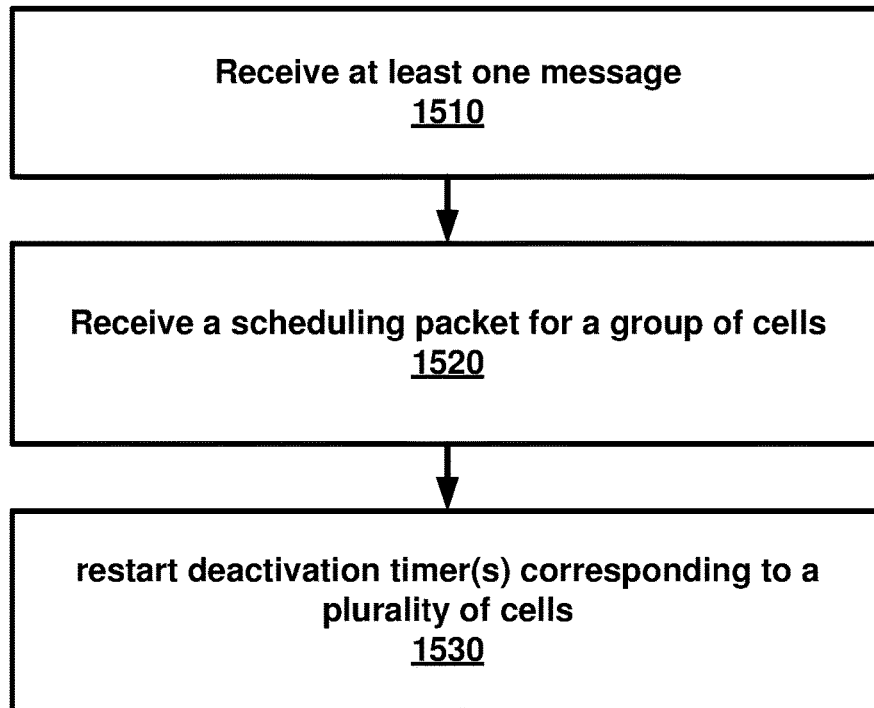 Receive at least one message
1510
Receive a scheduling packet for a group of cells
1520
restart deactivation timer(s) corresponding to a
plurality of cells
1530